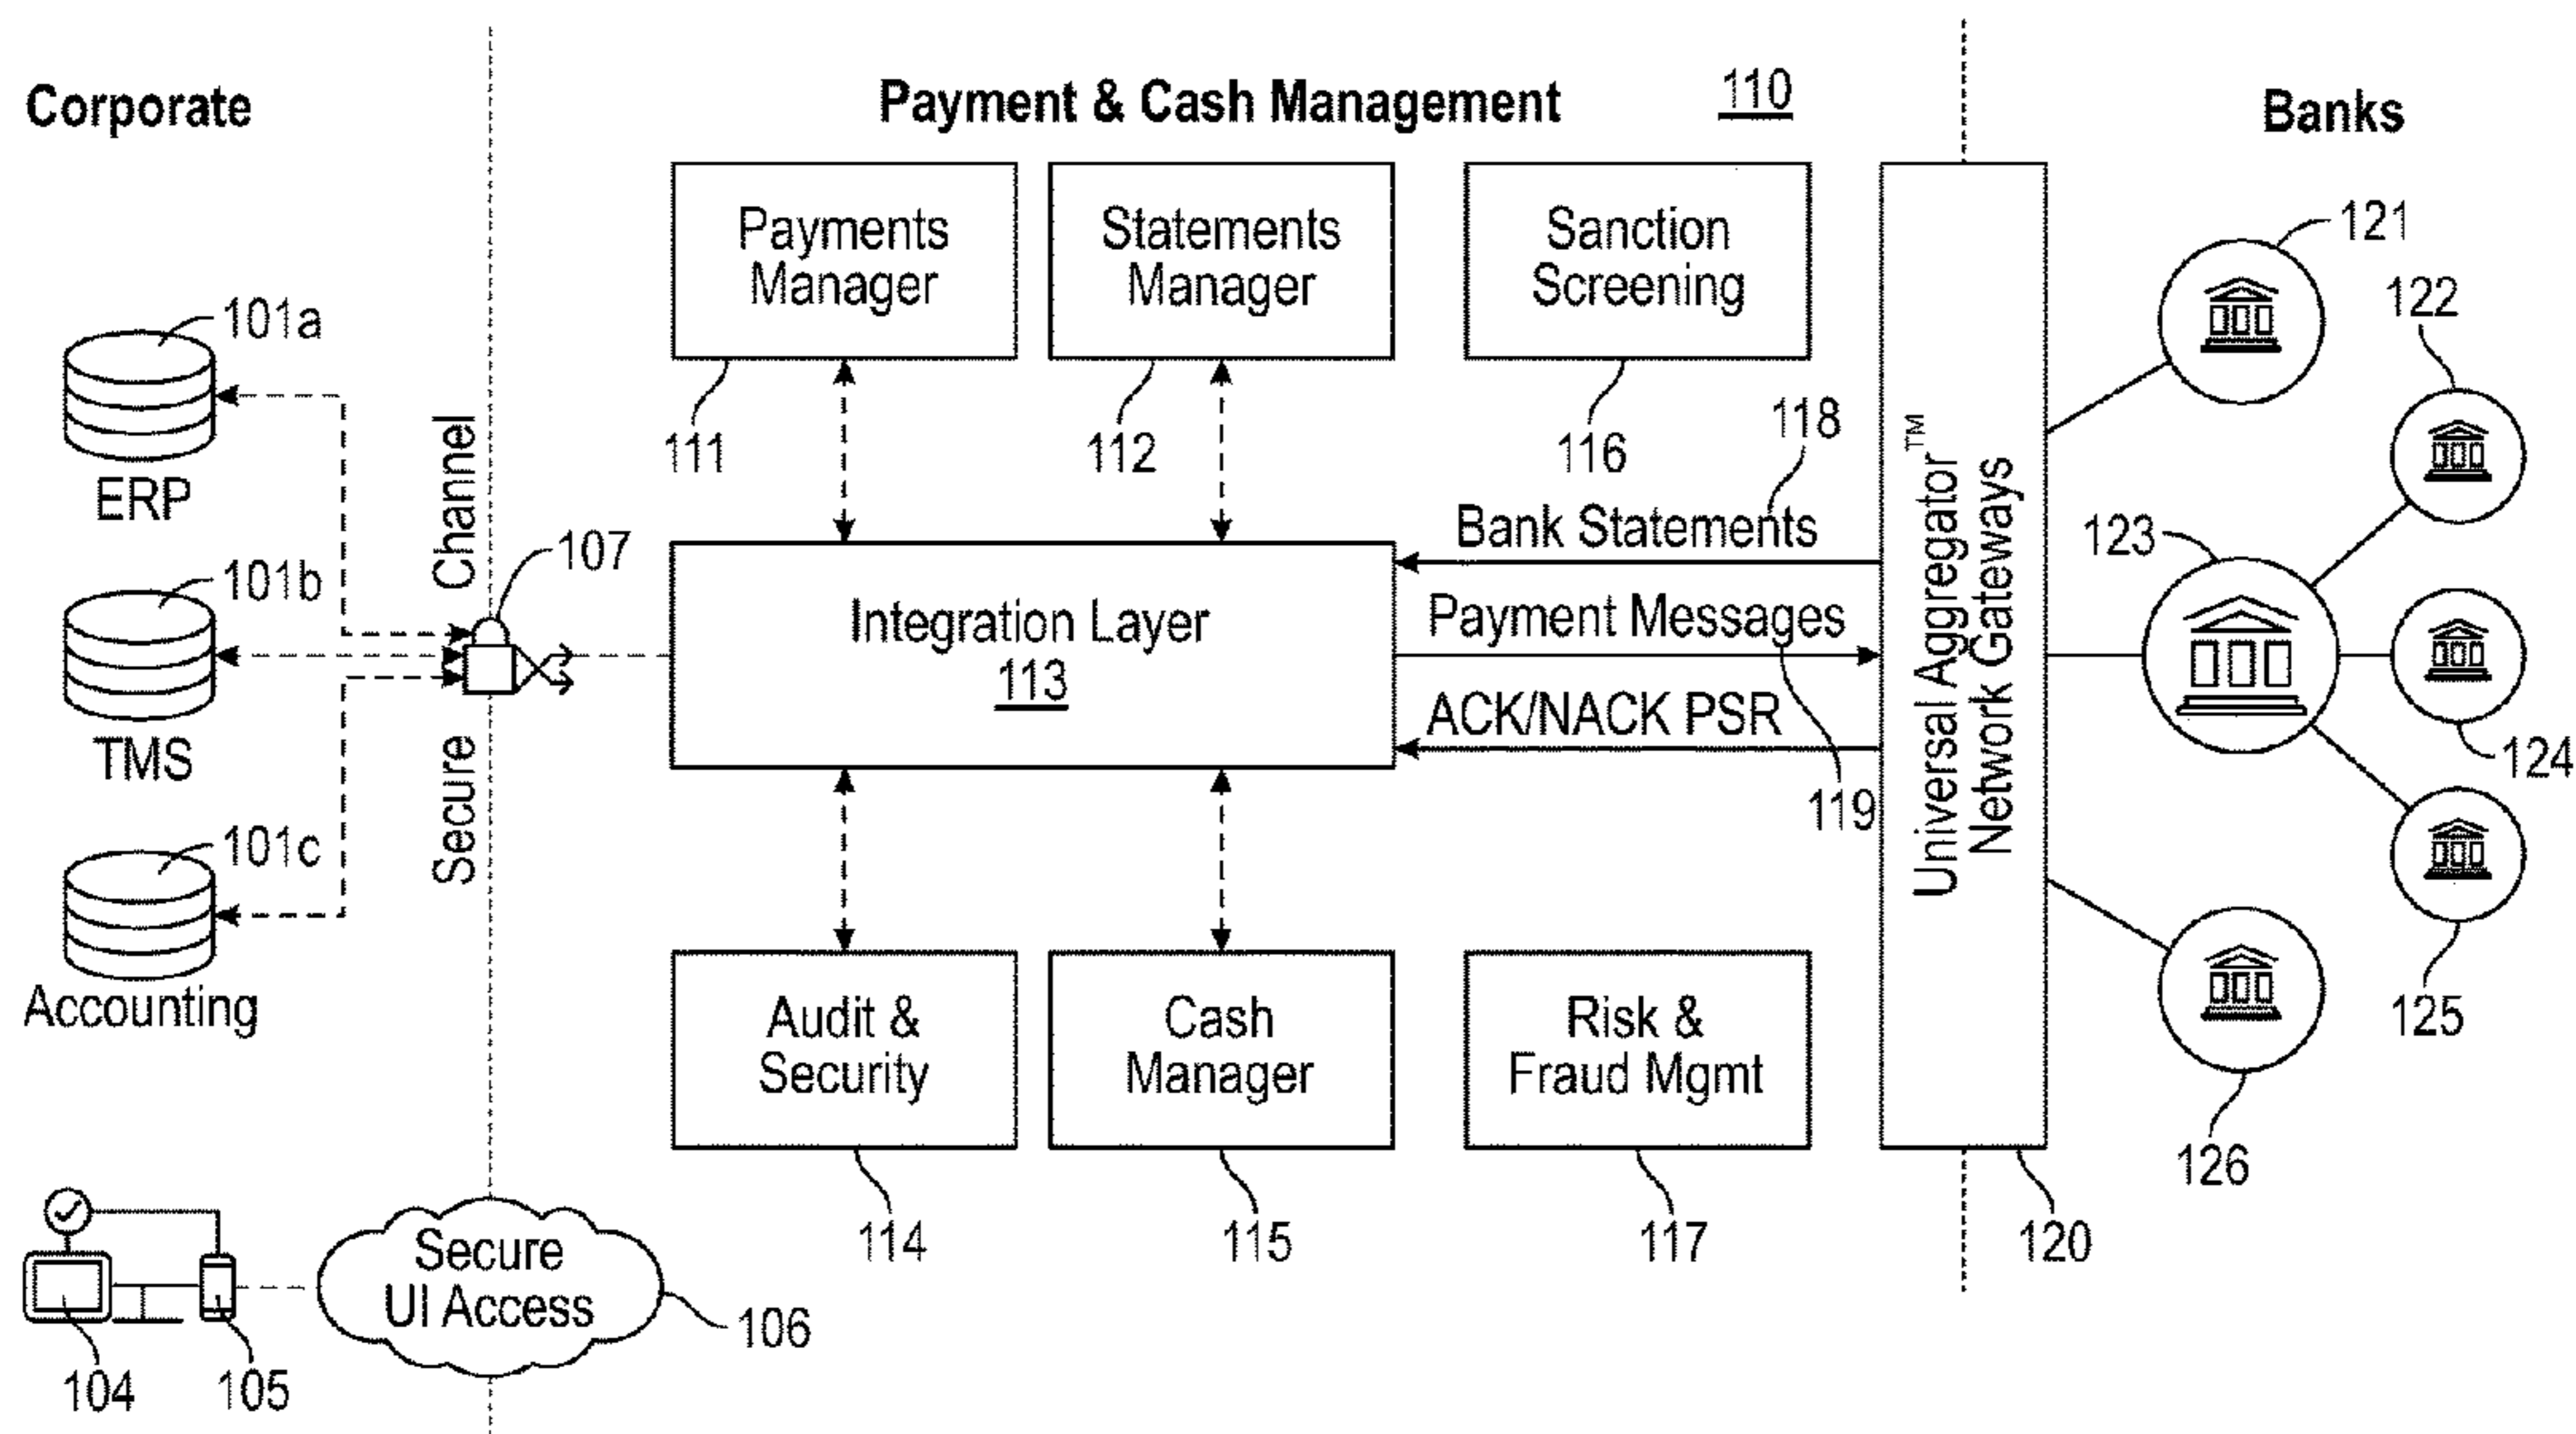 Corporate
Payment & Cash Management
110
Banks
Payments
Manager
111
Statements
Manager
112
Sanction
Screening
116
118
101a
ERP
101b
TMS
101c
Accounting
Channel
Secure
107
Integration Layer
113
Bank Statements
Payment Messages
ACK/NACK PSR
119
Audit &
Security
114
Cash
Manager
115
Risk &
Fraud Mgmt
117
Universal Aggregator™
Network Gateways
120
121
122
123
124
125
126
Secure
UI Access
106
104
105